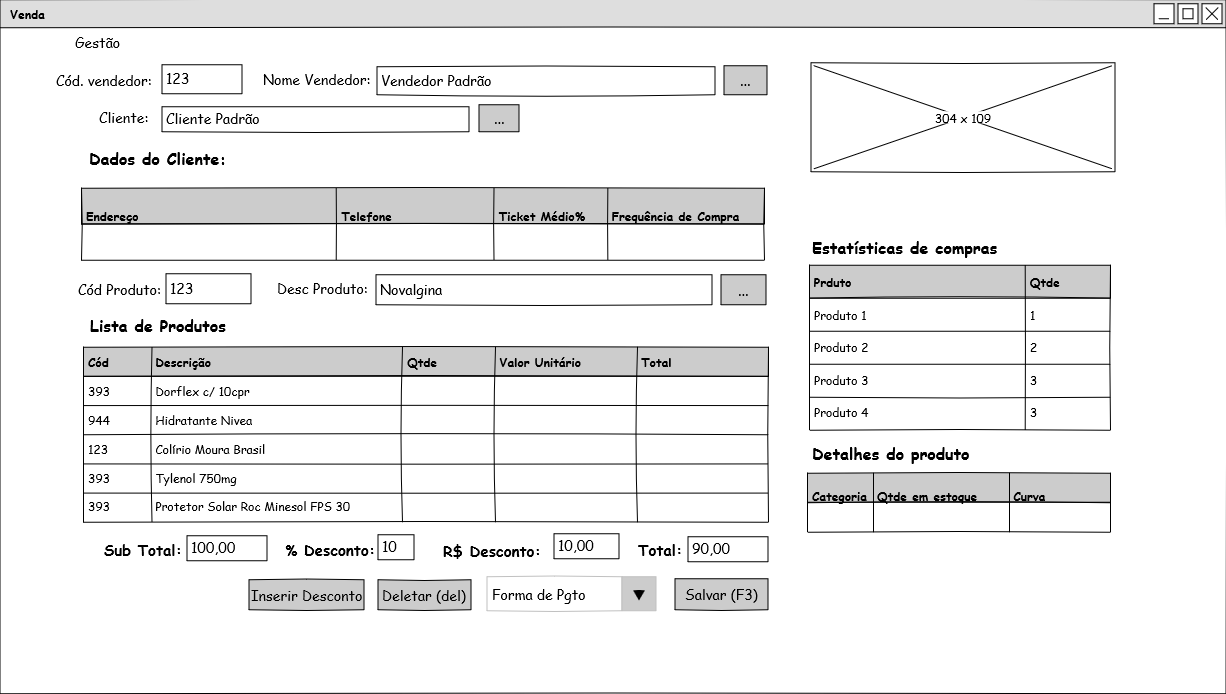 Venda
Gestão
Cód. vendedor: 123 Nome Vendedor: Vendedor Padrão ...
Cliente: Cliente Padrão ...
304 x 109
Dados do Cliente:
Endereço Telefone Ticket Médio% Frequência de Compra
Cód Produto: 123 Desc Produto: Novalgina ...
Lista de Produtos
Cód Descrição Qtde Valor Unitário Total
393 Dorflex c/ 10cpr
944 Hidratante Nivea
123 Colírio Moura Brasil
393 Tylenol 750mg
393 Protetor Solar Roc Minesol FPS 30
Sub Total: 100,00 % Desconto: 10 R$ Desconto: 10,00 Total: 90,00
Inserir Desconto Deletar (del) Forma de Pgto ▼ Salvar (F3)
Estatísticas de compras
Prduto Qtde
Produto 1 1
Produto 2 2
Produto 3 3
Produto 4 3
Detalhes do produto
Categoria Qtde em estoque Curva